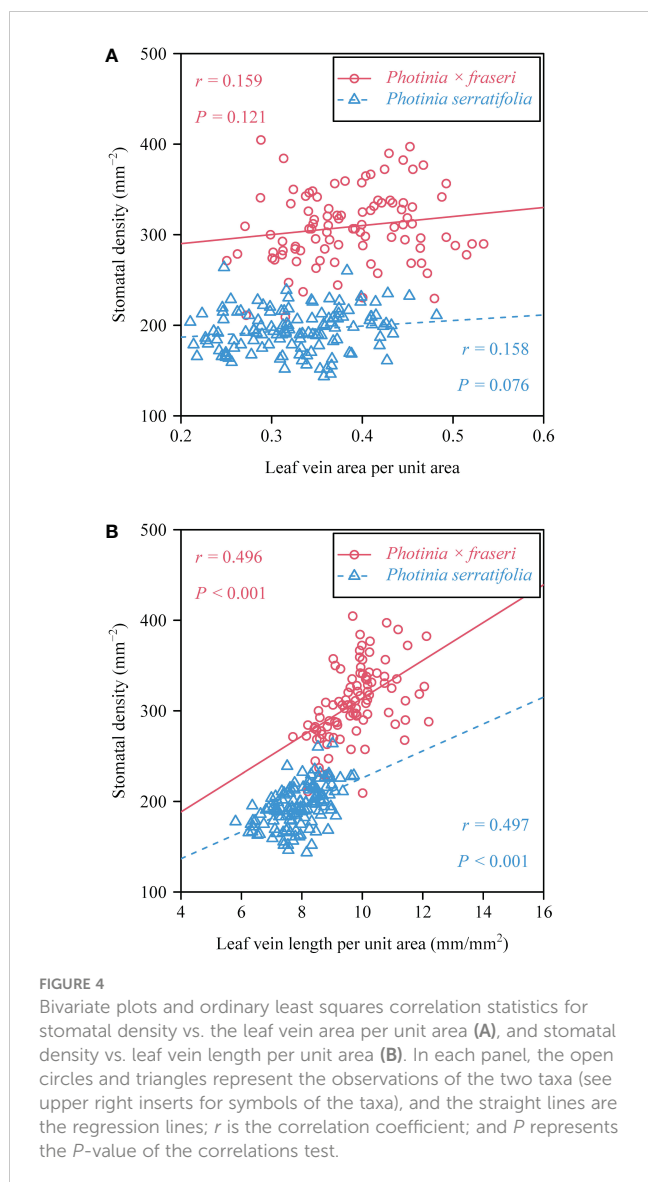 A
500
400
300
200
100
Stomatal density (mm−2)
r = 0.159
P = 0.121
Photinia × fraseri
Photinia serratifolia
r = 0.158
P = 0.076
0.2 0.3 0.4 0.5 0.6
Leaf vein area per unit area
B
500
400
300
200
100
Stomatal density (mm−2)
r = 0.496
P < 0.001
Photinia × fraseri
Photinia serratifolia
r = 0.497
P < 0.001
4 6 8 10 12 14 16
Leaf vein length per unit area (mm/mm2)
FIGURE 4
Bivariate plots and ordinary least squares correlation statistics for
stomatal density vs. the leaf vein area per unit area (A), and stomatal
density vs. leaf vein length per unit area (B). In each panel, the open
circles and triangles represent the observations of the two taxa (see
upper right inserts for symbols of the taxa), and the straight lines are
the regression lines; r is the correlation coefficient; and P represents
the P-value of the correlations test.